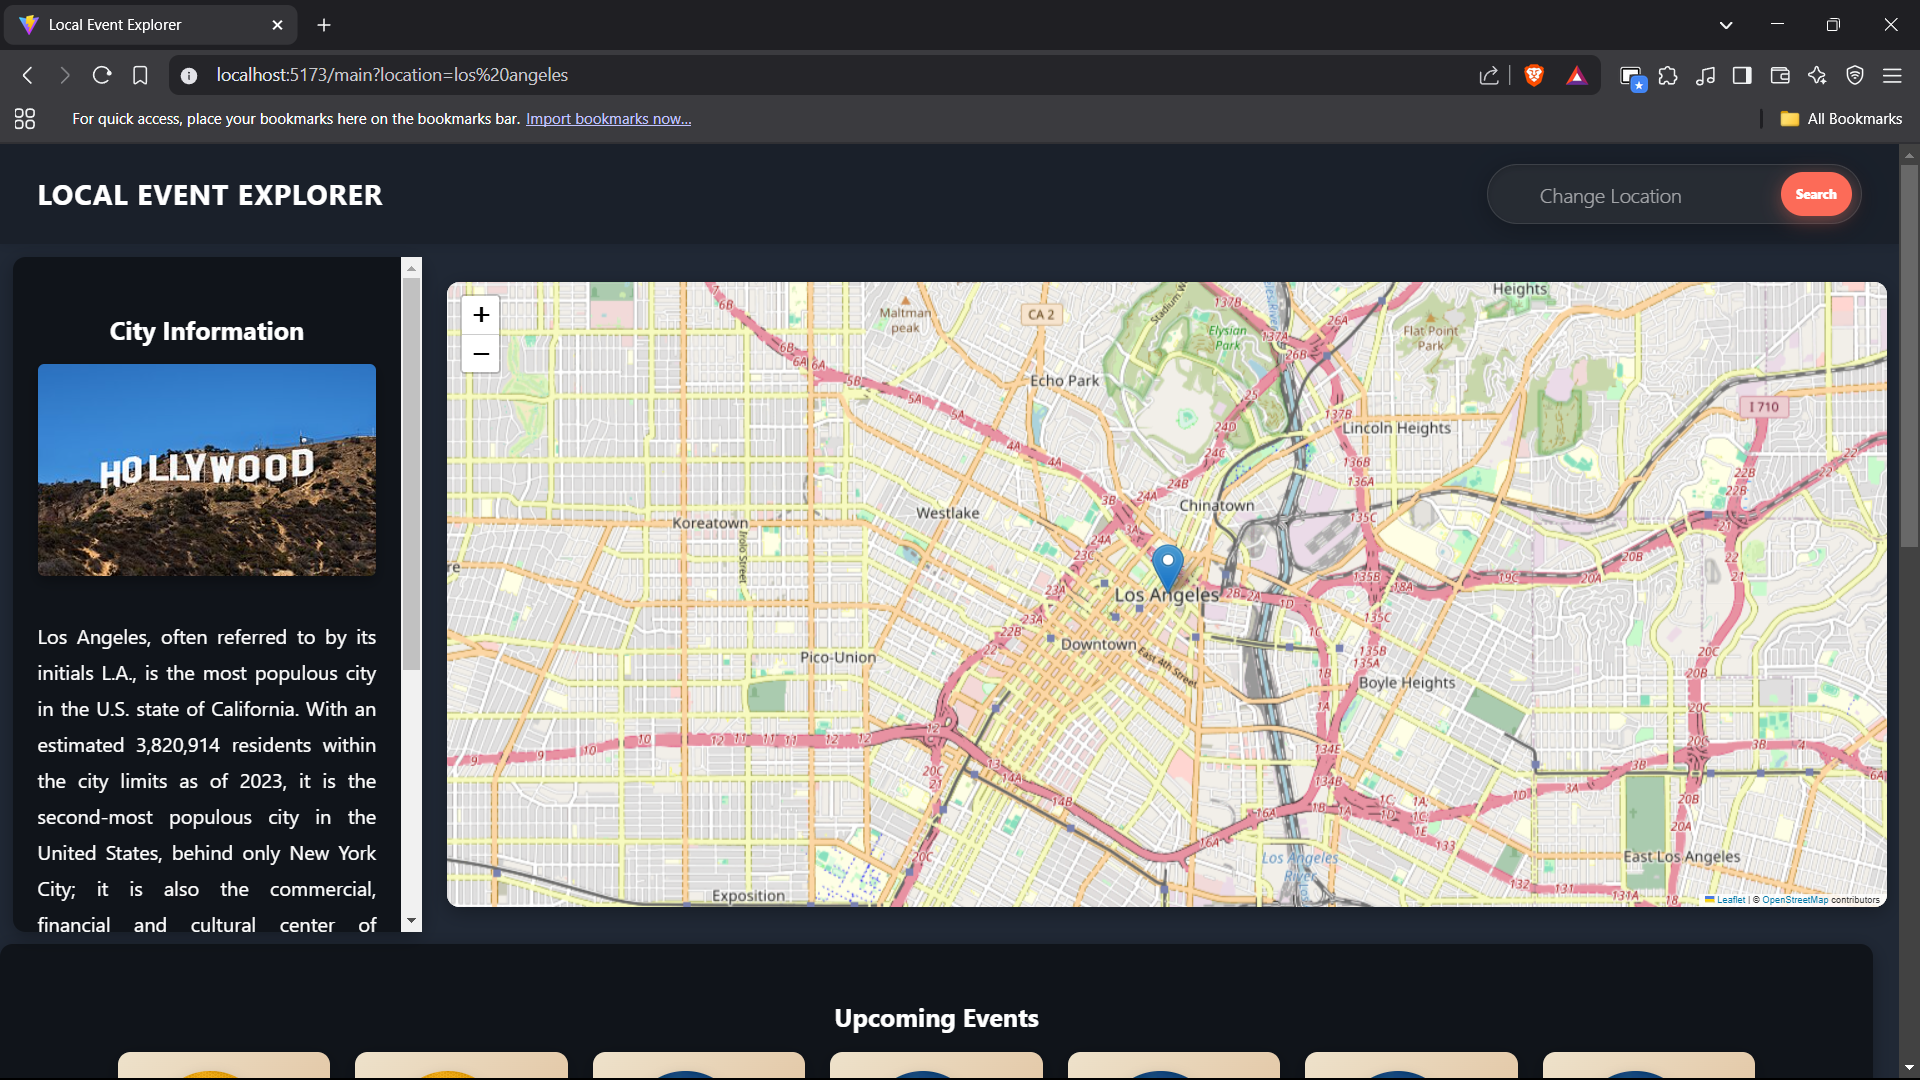 Local Event Explorer
localhost:5173/main?location=los%20angeles
For quick access, place your bookmarks here on the bookmarks bar. Import bookmarks now...
All Bookmarks
LOCAL EVENT EXPLORER
Change Location
Search
City Information
HOLLYWOOD
Los Angeles, often referred to by its
initials L.A., is the most populous city
in the U.S. state of California. With an
estimated 3,820,914 residents within
the city limits as of 2023, it is the
second-most populous city in the
United States, behind only New York
City; it is also the commercial,
financial and cultural center of
+
−
Heights
Maltman
peak
CA 2
Elysian
Park
Flat Point
Park
Echo Park
I 710
Lincoln Heights
Chinatown
Westlake
Koreatown
Irolo Street
Los Angeles
Downtown
East 4th Street
Pico-Union
Boyle Heights
Los Angeles
River
East Los Angeles
Exposition
Leaflet | © OpenStreetMap contributors
Upcoming Events